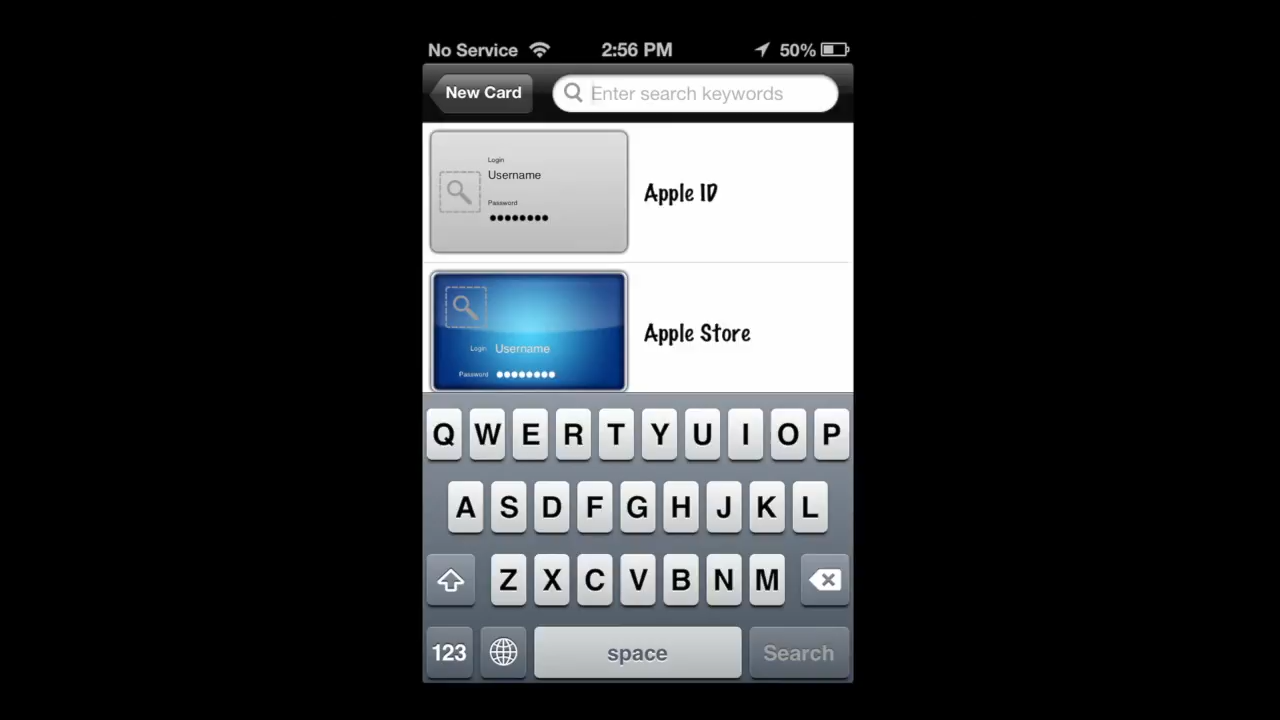 No Service 2:56 PM 50%
New Card Enter search keywords
Login
Username
Password
Apple ID
Login Username
Password
Apple Store
Q W E R T Y U I O P
A S D F G H J K L
Z X C V B N M
123 space Search